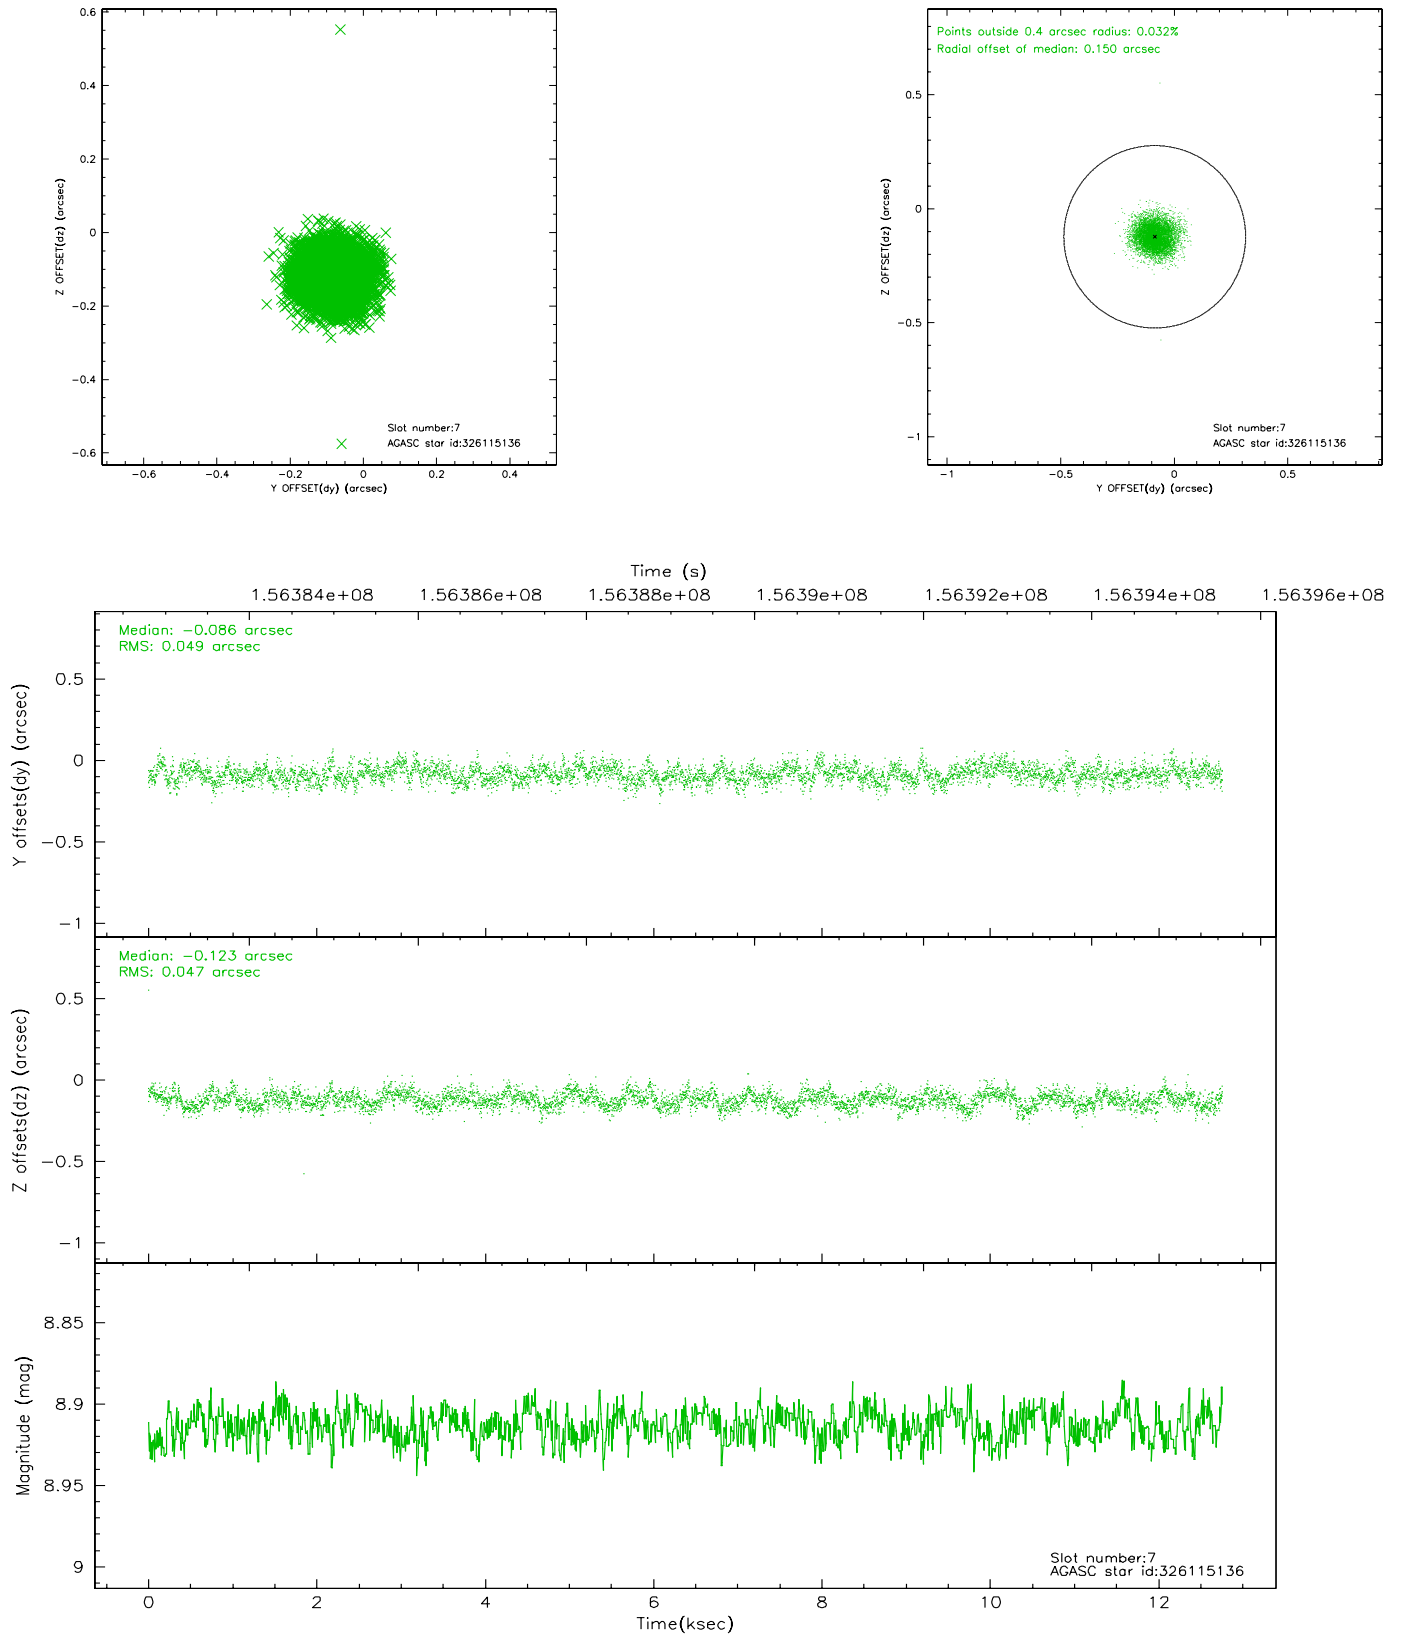 0.6
0.4
0.2
0
−0.2
−0.4
−0.6
Z OFFSET(dz) (arcsec)
Slot number:7
AGASC star id:326115136
−0.6 −0.4 −0.2 0 0.2 0.4
Y OFFSET(dy) (arcsec)
Points outside 0.4 arcsec radius: 0.032%
Radial offset of median: 0.150 arcsec
0.5
0
−0.5
−1
Z OFFSET(dz) (arcsec)
Slot number:7
AGASC star id:326115136
−1 −0.5 0 0.5
Y OFFSET(dy) (arcsec)
Time (s)
1.56384e+08 1.56386e+08 1.56388e+08 1.5639e+08 1.56392e+08 1.56394e+08 1.56396e+08
Median: −0.086 arcsec
RMS: 0.049 arcsec
0.5
0
−0.5
−1
Y offsets(dy) (arcsec)
Median: −0.123 arcsec
RMS: 0.047 arcsec
0.5
0
−0.5
−1
Z offsets(dz) (arcsec)
8.85
8.9
8.95
9
Magnitude (mag)
Slot number:7
AGASC star id:326115136
0 2 4 6 8 10 12
Time(ksec)